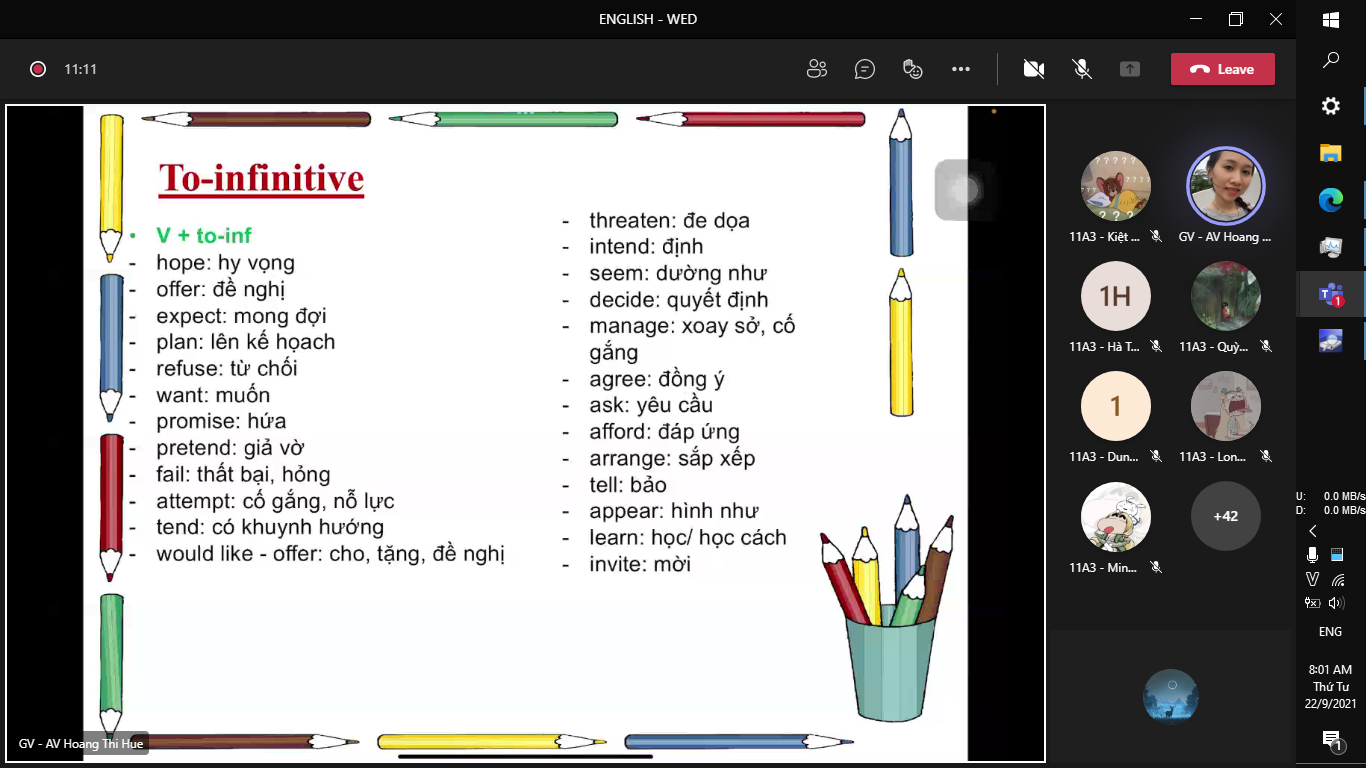 ENGLISH - WED
11:11
Leave
To-infinitive
• V + to-inf
- hope: hy vọng
- offer: đề nghị
- expect: mong đợi
- plan: lên kế họach
- refuse: từ chối
- want: muốn
- promise: hứa
- pretend: giả vờ
- fail: thất bại, hỏng
- attempt: cố gắng, nỗ lực
- tend: có khuynh hướng
- would like - offer: cho, tặng, đề nghị
- threaten: đe dọa
- intend: định
- seem: dường như
- decide: quyết định
- manage: xoay sở, cố
gắng
- agree: đồng ý
- ask: yêu cầu
- afford: đáp ứng
- arrange: sắp xếp
- tell: bảo
- appear: hình như
- learn: học/ học cách
- invite: mời
GV - AV Hoang Thi Hue
? ? ? ? ?
? ? ?
11A3 - Kiệt ...
GV - AV Hoang ...
1H
11A3 - Hà T...
11A3 - Quỳ...
1
11A3 - Dun...
11A3 - Lon...
11A3 - Min...
+42
T
1
U: 0.0 MB/s
D: 0.0 MB/s
V
ENG
8:01 AM
Thứ Tư
22/9/2021
1